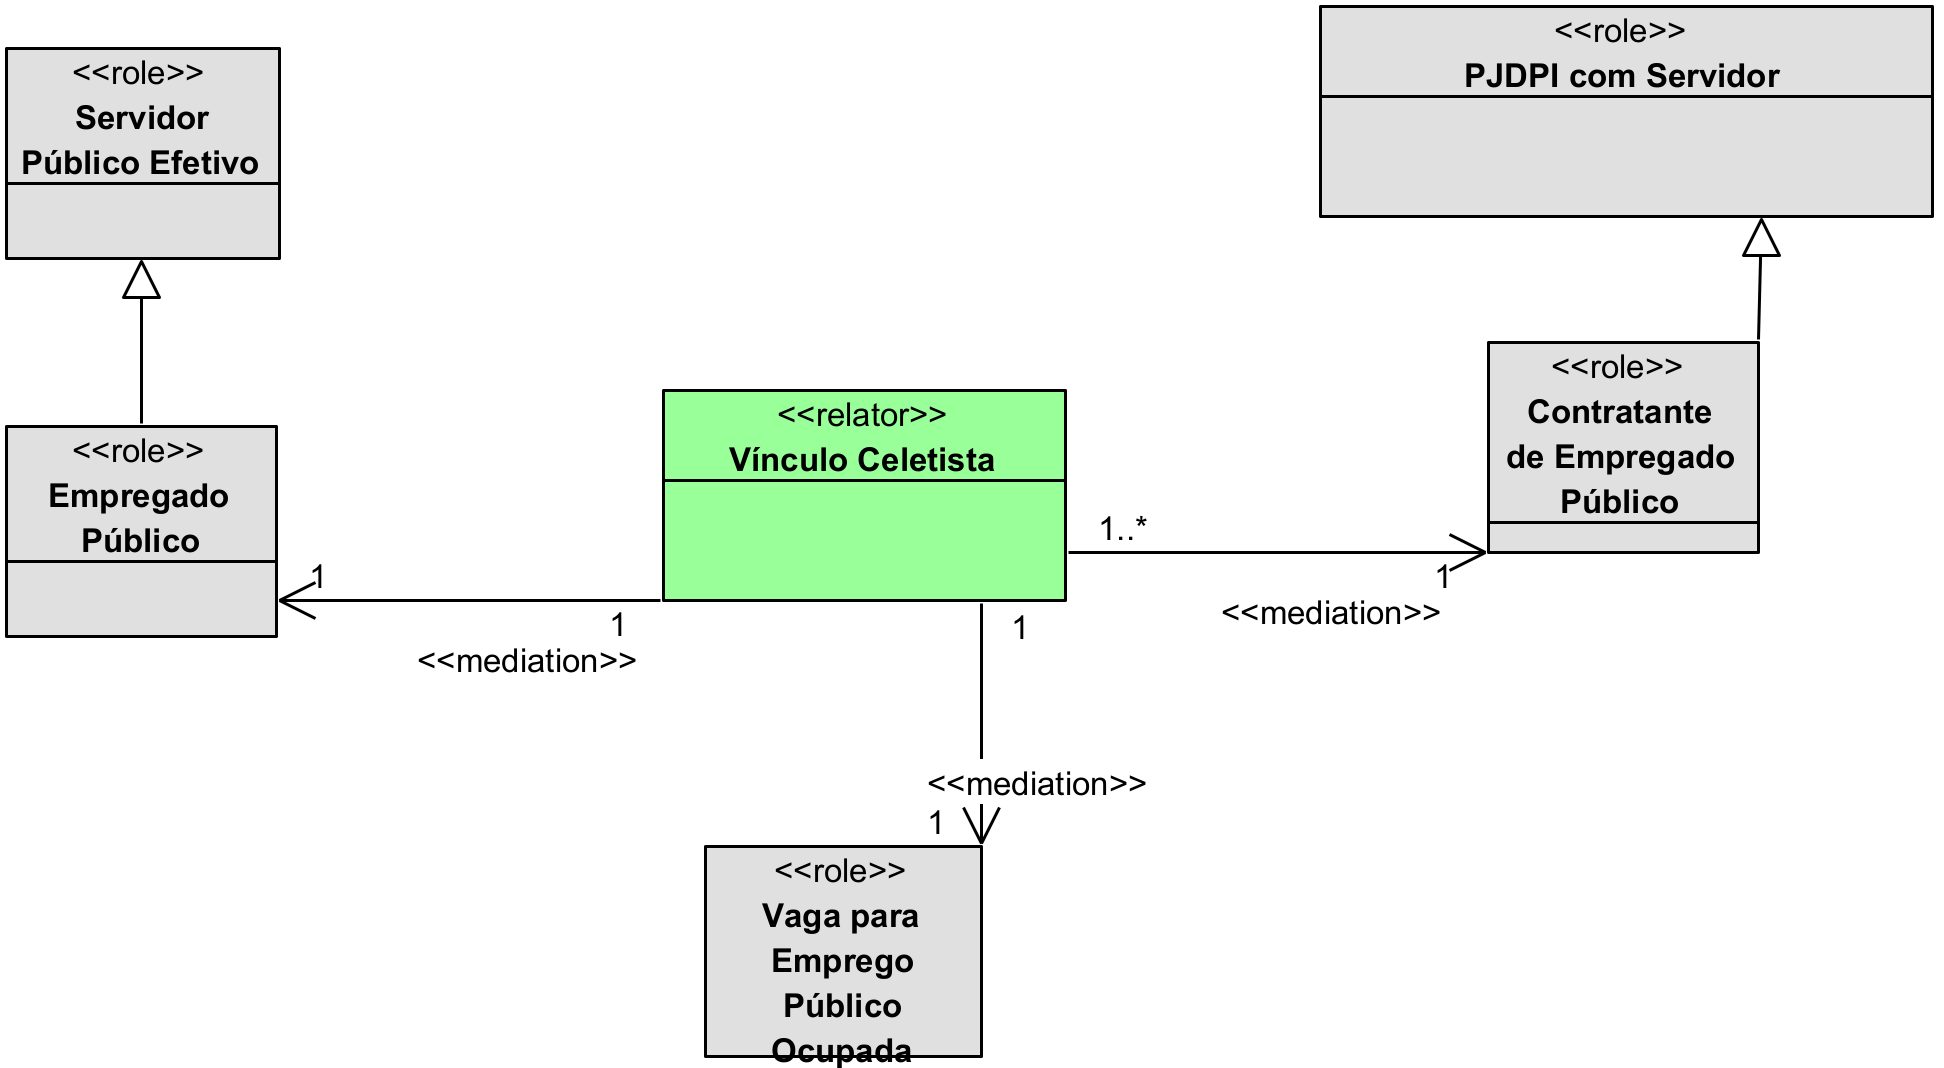 <<role>>
Servidor
Público Efetivo
<<role>>
PJDPI com Servidor
<<role>>
Empregado
Público
<<relator>>
Vínculo Celetista
<<role>>
Contratante
de Empregado
Público
1
1
<<mediation>>
1..*
1
<<mediation>>
1
<<mediation>>
1
<<role>>
Vaga para
Emprego
Público
Ocupada